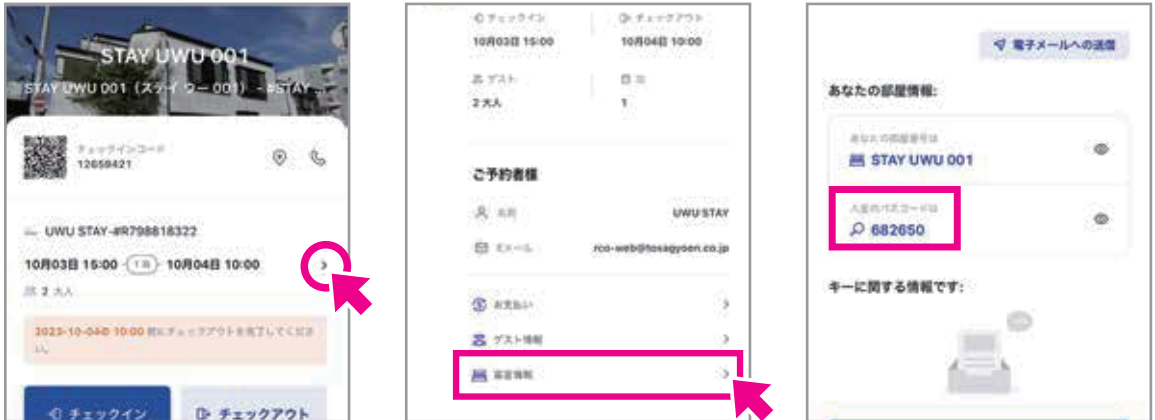 STAY UWU 001
STAY UWU 001 (ステイ ウー 001) - #STAY ...
チェックインコード
12659421
UWU STAY-#R798818322
10月03日 15:00 1泊 10月04日 10:00
2 大人
2023-10-04の 10:00 前にチェックアウトを完了してください。
チェックイン
チェックアウト
チェックイン
チェックアウト
10月03日 15:00
10月04日 10:00
ゲスト
泊
2 大人
1
ご予約者様
名前
UWU STAY
Eメール
rco-web@tosagyoen.co.jp
お支払い
ゲスト情報
客室情報
電子メールへの送信
あなたの部屋情報:
あなたの部屋番号は
STAY UWU 001
入室のパスコードは
682650
キーに関する情報です: